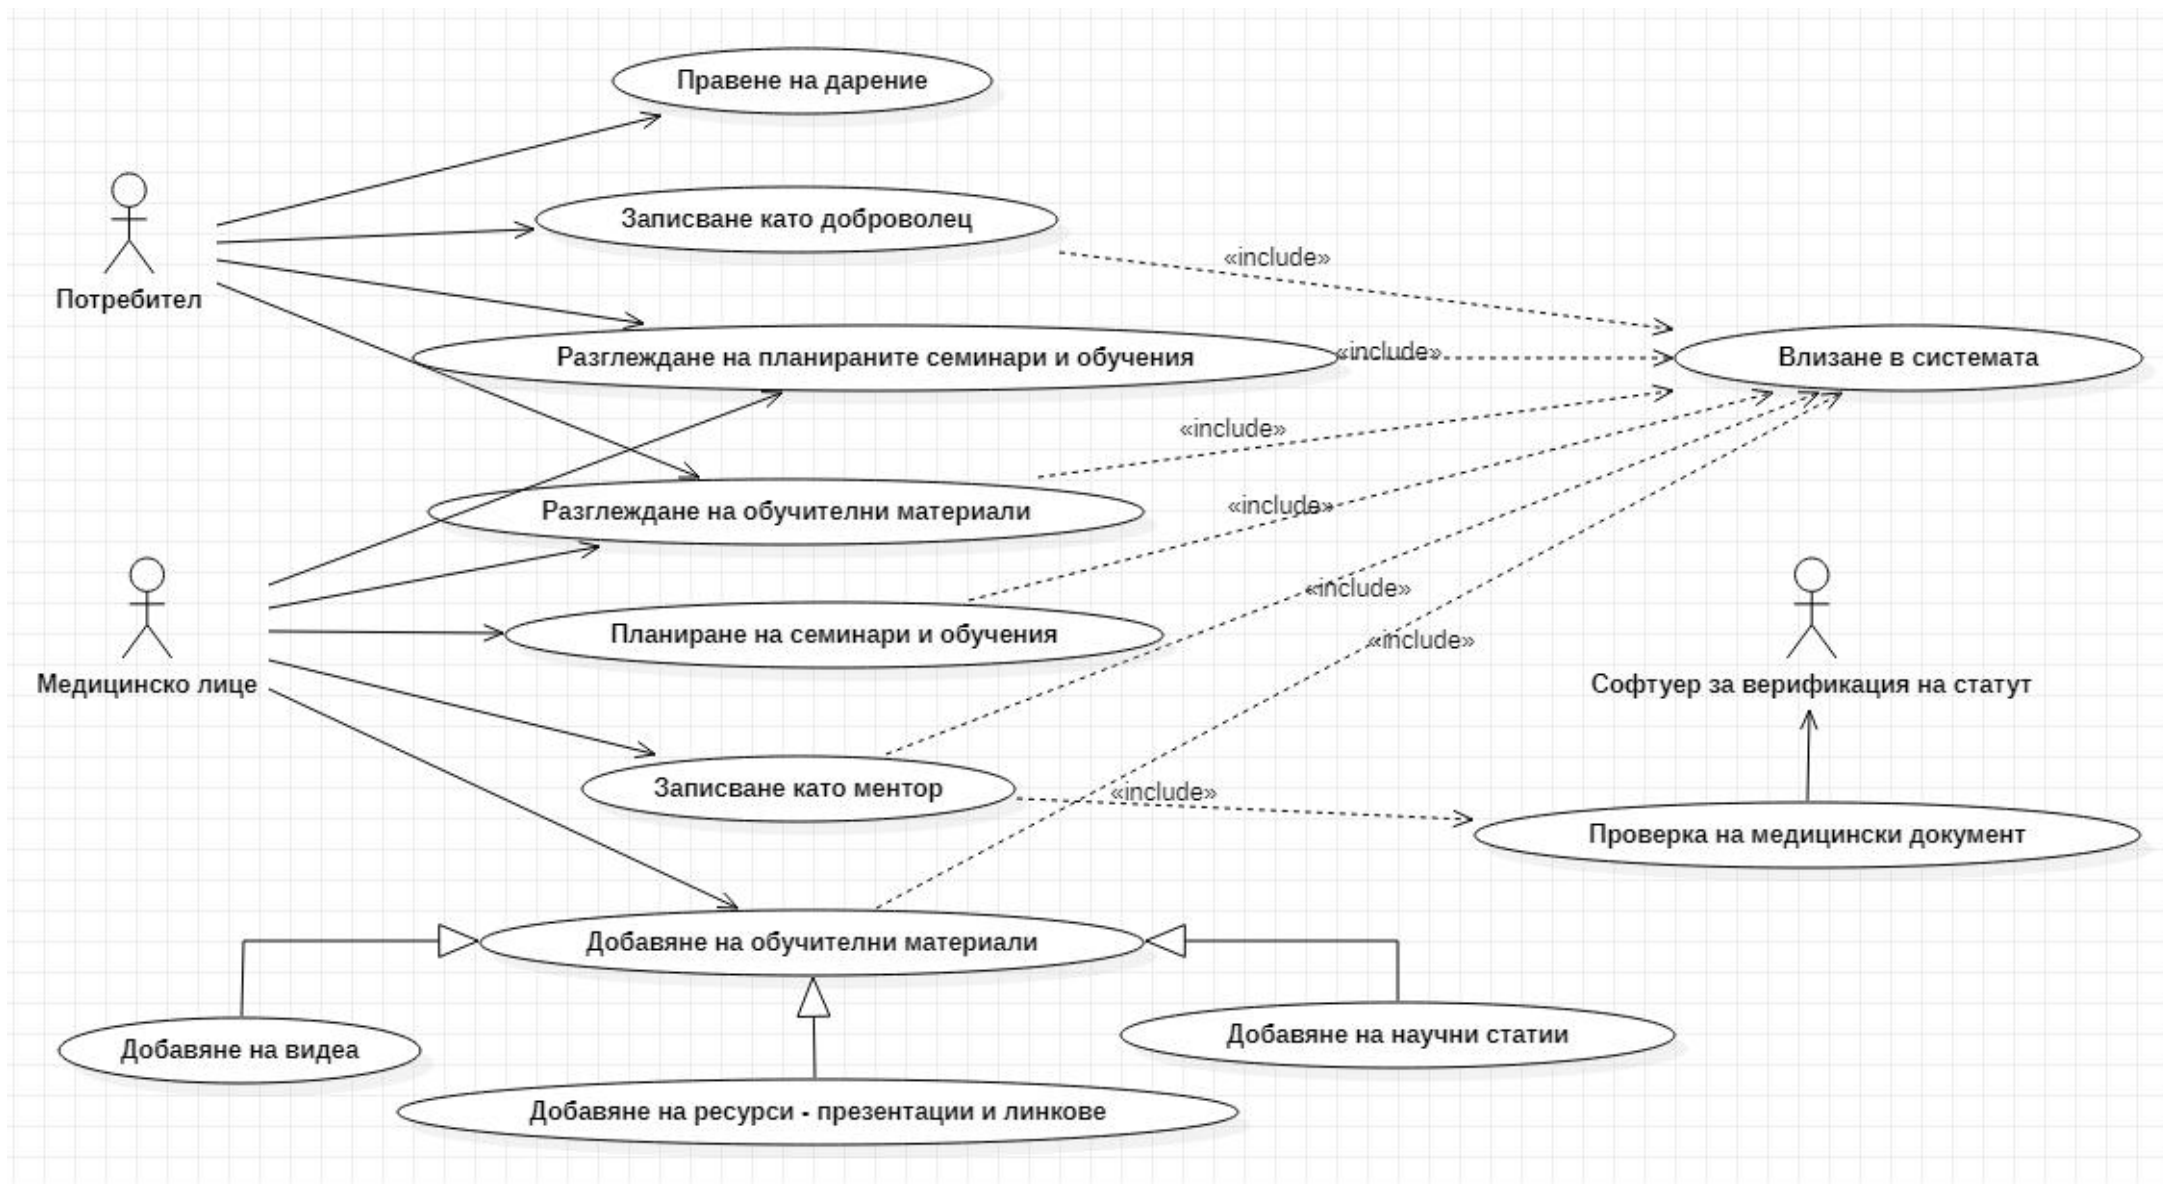 Правене на дарение
Записване като доброволец
«include»
Потребител
«include»
Разглеждане на планираните семинари и обучения
Влизане в системата
«include»
«include»
Разглеждане на обучителни материали
«include»
Планиране на семинари и обучения
«include»
Медицинско лице
Софтуер за верификация на статут
Записване като ментор
«include»
Проверка на медицински документ
Добавяне на обучителни материали
Добавяне на научни статии
Добавяне на видеа
Добавяне на ресурси - презентации и линкове